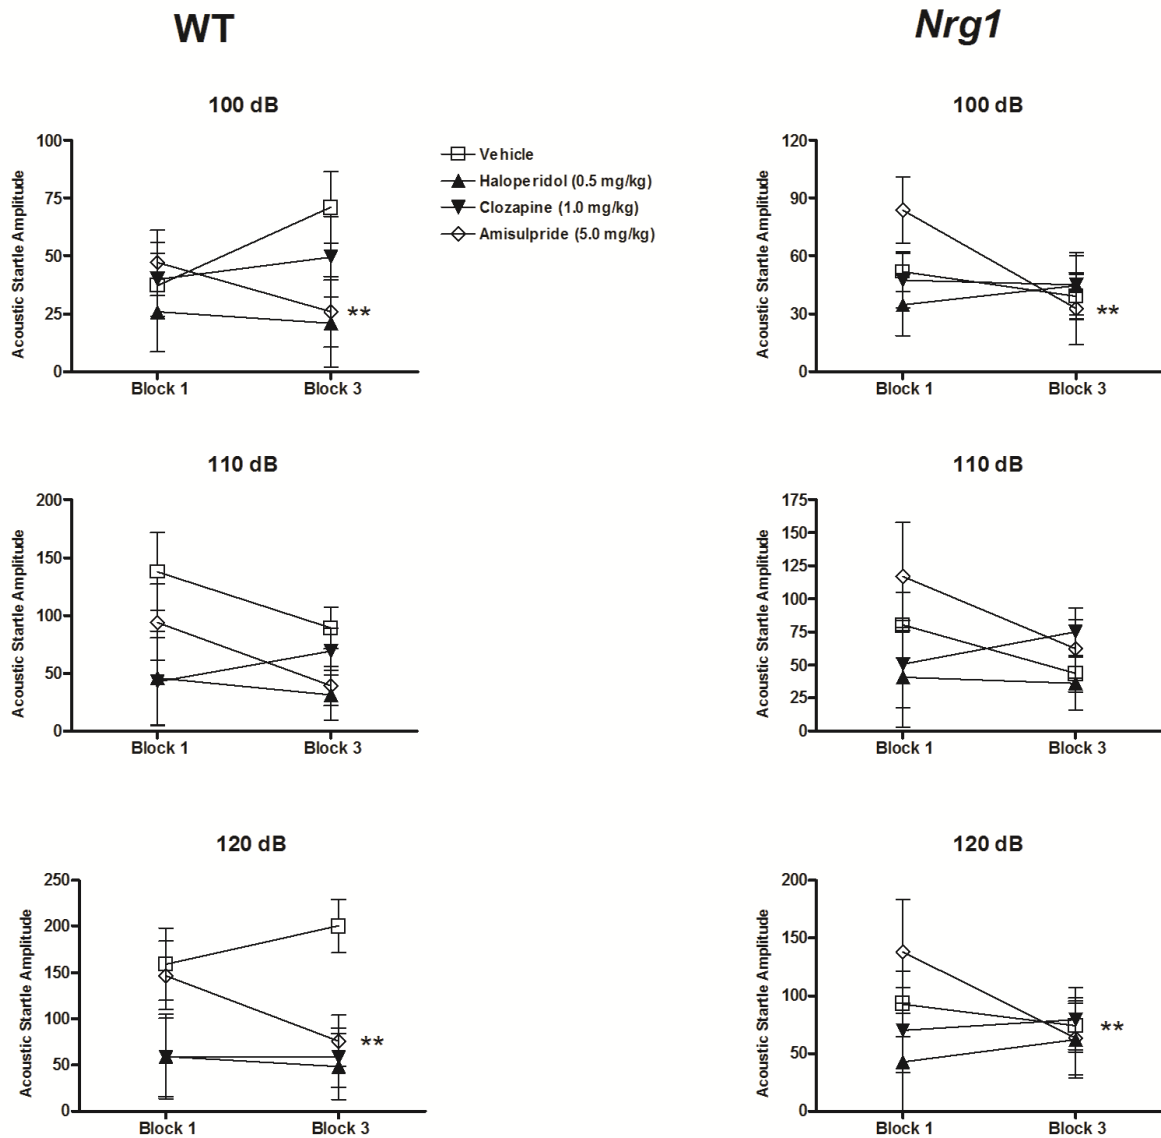 WT
Nrg1
100 dB
Acoustic Startle Amplitude
100
75
50
25
0
Block 1
Block 3
**
Vehicle
Haloperidol (0.5 mg/kg)
Clozapine (1.0 mg/kg)
Amisulpride (5.0 mg/kg)
100 dB
Acoustic Startle Amplitude
120
90
60
30
0
Block 1
Block 3
**
110 dB
Acoustic Startle Amplitude
200
150
100
50
0
Block 1
Block 3
110 dB
Acoustic Startle Amplitude
175
150
125
100
75
50
25
0
Block 1
Block 3
120 dB
Acoustic Startle Amplitude
250
200
150
100
50
0
Block 1
Block 3
**
120 dB
Acoustic Startle Amplitude
200
150
100
50
0
Block 1
Block 3
**